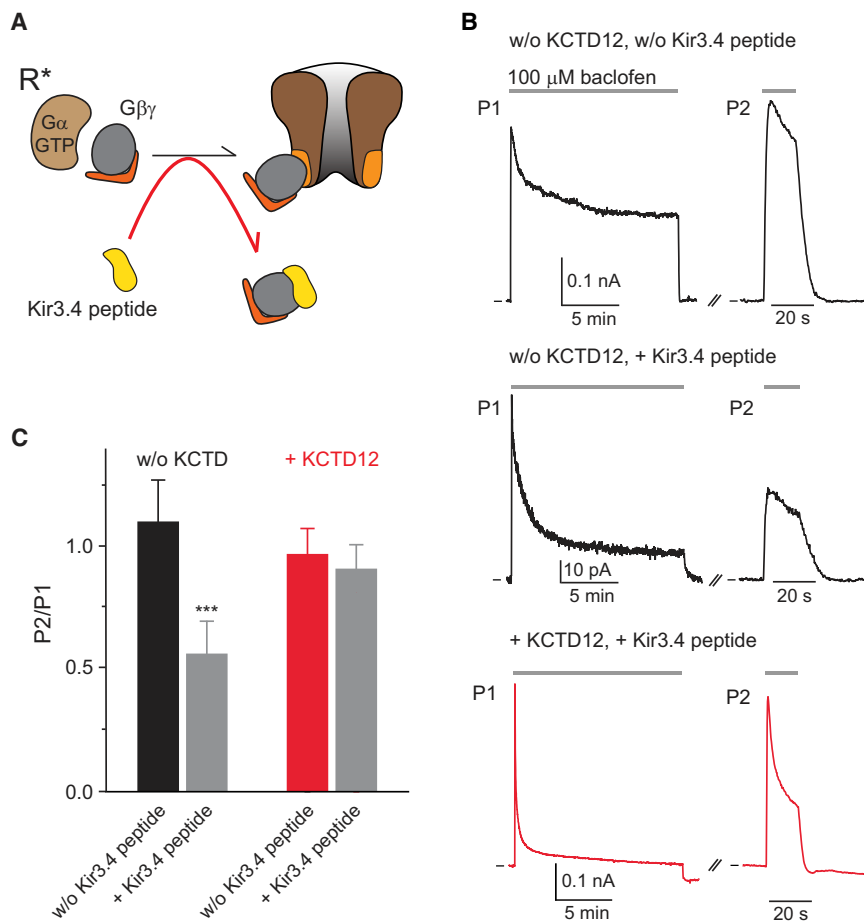 A
R*
Gα
GTP
Gβγ
Kir3.4 peptide
B
w/o KCTD12, w/o Kir3.4 peptide
100 μM baclofen
P1
P2
0.1 nA
5 min
20 s
w/o KCTD12, + Kir3.4 peptide
P1
P2
10 pA
5 min
20 s
+ KCTD12, + Kir3.4 peptide
P1
P2
0.1 nA
5 min
20 s
C
w/o KCTD
+ KCTD12
P2/P1
1.0
0.5
0.0
***
w/o Kir3.4 peptide
+ Kir3.4 peptide
w/o Kir3.4 peptide
+ Kir3.4 peptide